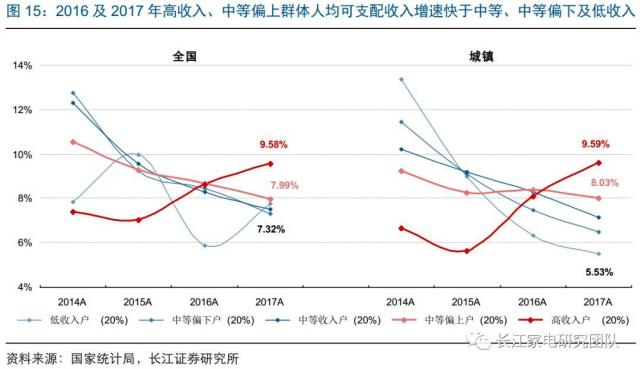 图 15：2016 及 2017 年高收入、中等偏上群体人均可支配收入增速快于中等、中等偏下及低收入
全国
城镇
14%
12%
10%
8%
6%
4%
9.58%
7.99%
7.32%
9.59%
8.03%
5.53%
2014A 2015A 2016A 2017A
2014A 2015A 2016A 2017A
低收入户 (20%) 中等偏下户 (20%) 中等收入户 (20%) 中等偏上户 (20%) 高收入户 (20%)
长江家电研究团队
资料来源：国家统计局，长江证券研究所